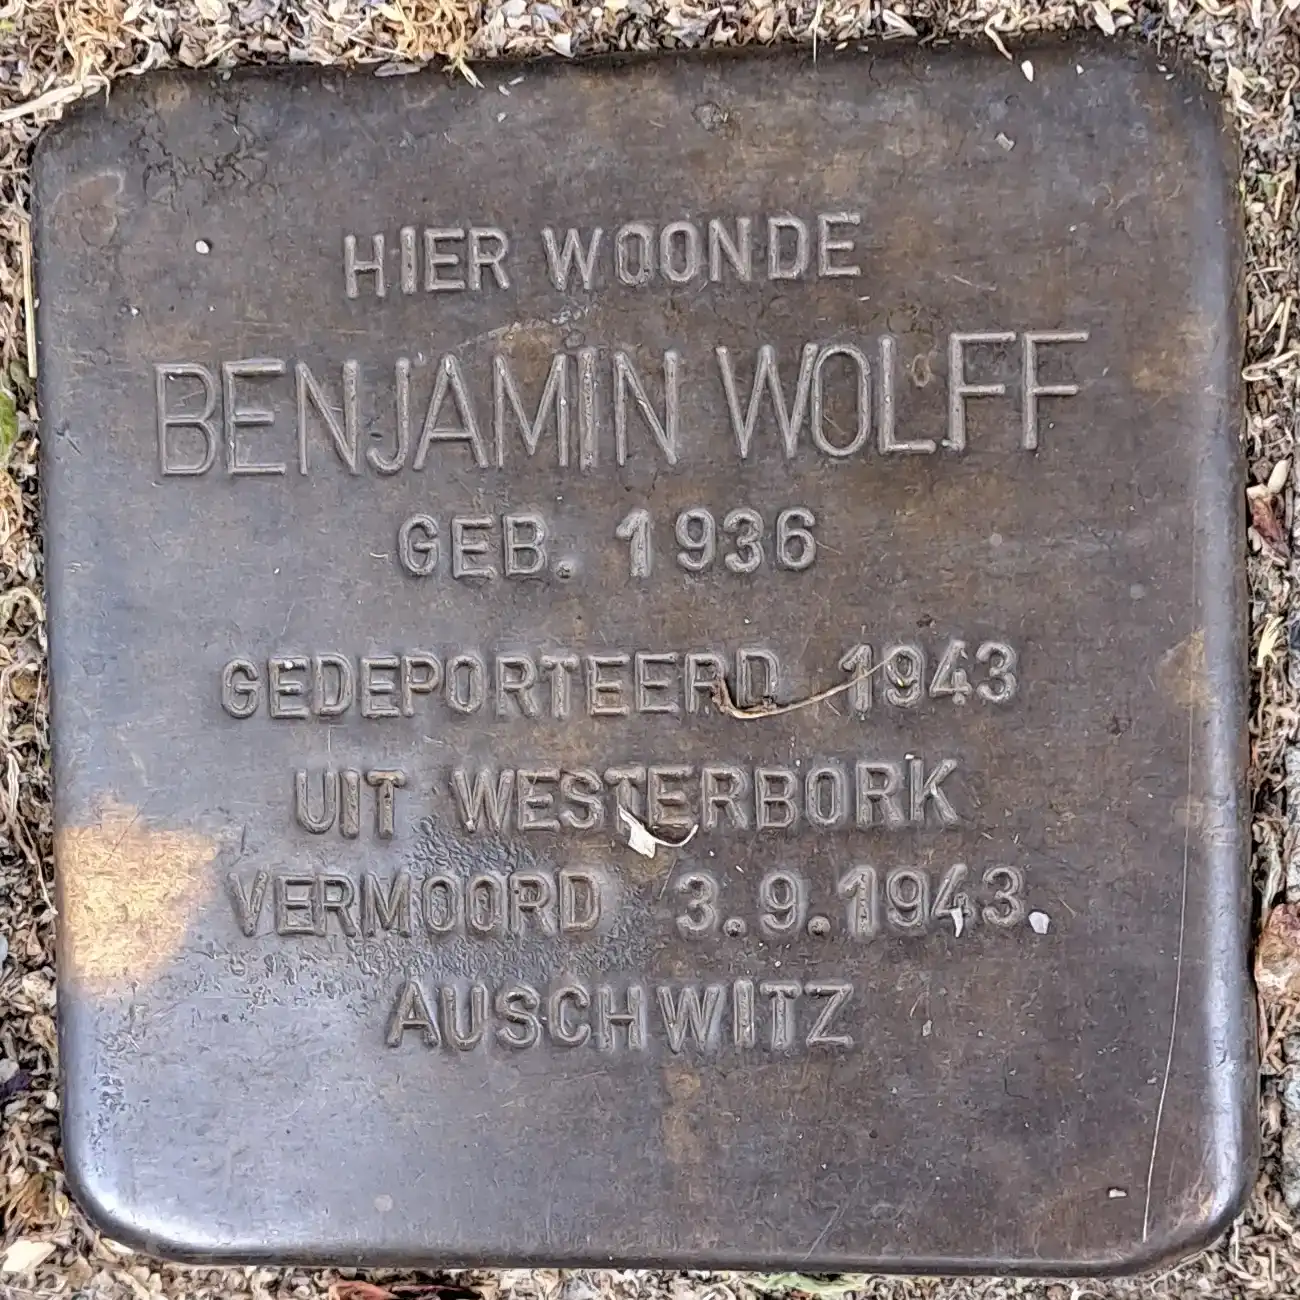 HIER WOONDE
BENJAMIN WOLFF
GEB. 1936
GEDEPORTEERD 1943
UIT WESTERBORK
VERMOORD 3.9.1943
AUSCHWITZ